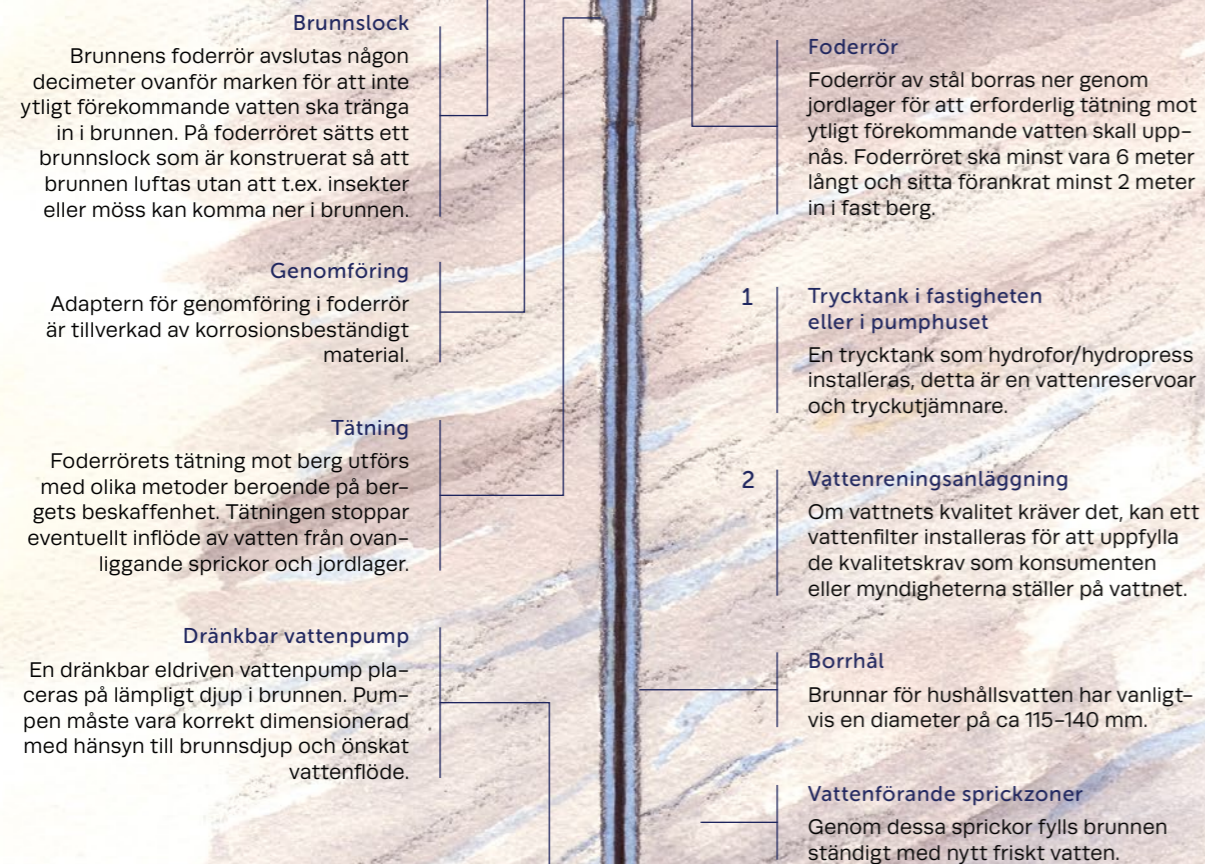 Brunnslock
Brunnens foderrör avslutas någon
decimeter ovanför marken för att inte
ytligt förekommande vatten ska tränga
in i brunnen. På foderröret sätts ett
brunnslock som är konstruerat så att
brunnen luftas utan att t.ex. insekter
eller möss kan komma ner i brunnen.
Genomföring
Adaptern för genomföring i foderrör
är tillverkad av korrosionsbeständigt
material.
Tätning
Foderrörets tätning mot berg utförs
med olika metoder beroende på ber-
gets beskaffenhet. Tätningen stoppar
eventuellt inflöde av vatten från ovan-
liggande sprickor och jordlager.
Dränkbar vattenpump
En dränkbar eldriven vattenpump pla-
ceras på lämpligt djup i brunnen. Pum-
pen måste vara korrekt dimensionerad
med hänsyn till brunnsdjup och önskat
vattenflöde.
Foderrör
Foderrör av stål borras ner genom
jordlager för att erforderlig tätning mot
ytligt förekommande vatten skall upp-
nås. Foderröret ska minst vara 6 meter
långt och sitta förankrat minst 2 meter
in i fast berg.
1 Trycktank i fastigheten
eller i pumphuset
En trycktank som hydrofor/hydropress
installeras, detta är en vattenreservoar
och tryckutjämnare.
2 Vattenreningsanläggning
Om vattnets kvalitet kräver det, kan ett
vattenfilter installeras för att uppfylla
de kvalitetskrav som konsumenten
eller myndigheterna ställer på vattnet.
Borrhål
Brunnar för hushållsvatten har vanligt-
vis en diameter på ca 115–140 mm.
Vattenförande sprickzoner
Genom dessa sprickor fylls brunnen
ständigt med nytt friskt vatten.